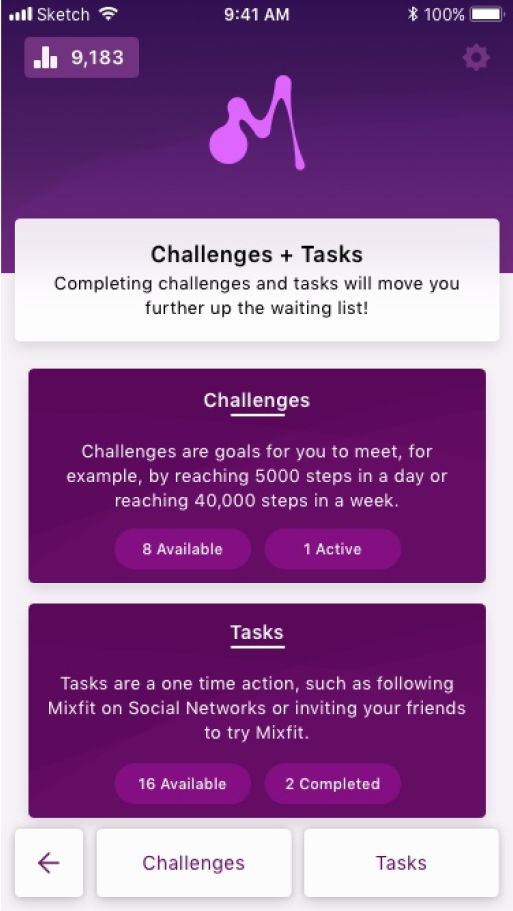 Sketch 9:41 AM 100%
9,183
Challenges + Tasks
Completing challenges and tasks will move you
further up the waiting list!
Challenges
Challenges are goals for you to meet, for
example, by reaching 5000 steps in a day or
reaching 40,000 steps in a week.
8 Available 1 Active
Tasks
Tasks are a one time action, such as following
Mixfit on Social Networks or inviting your friends
to try Mixfit.
16 Available 2 Completed
Challenges Tasks